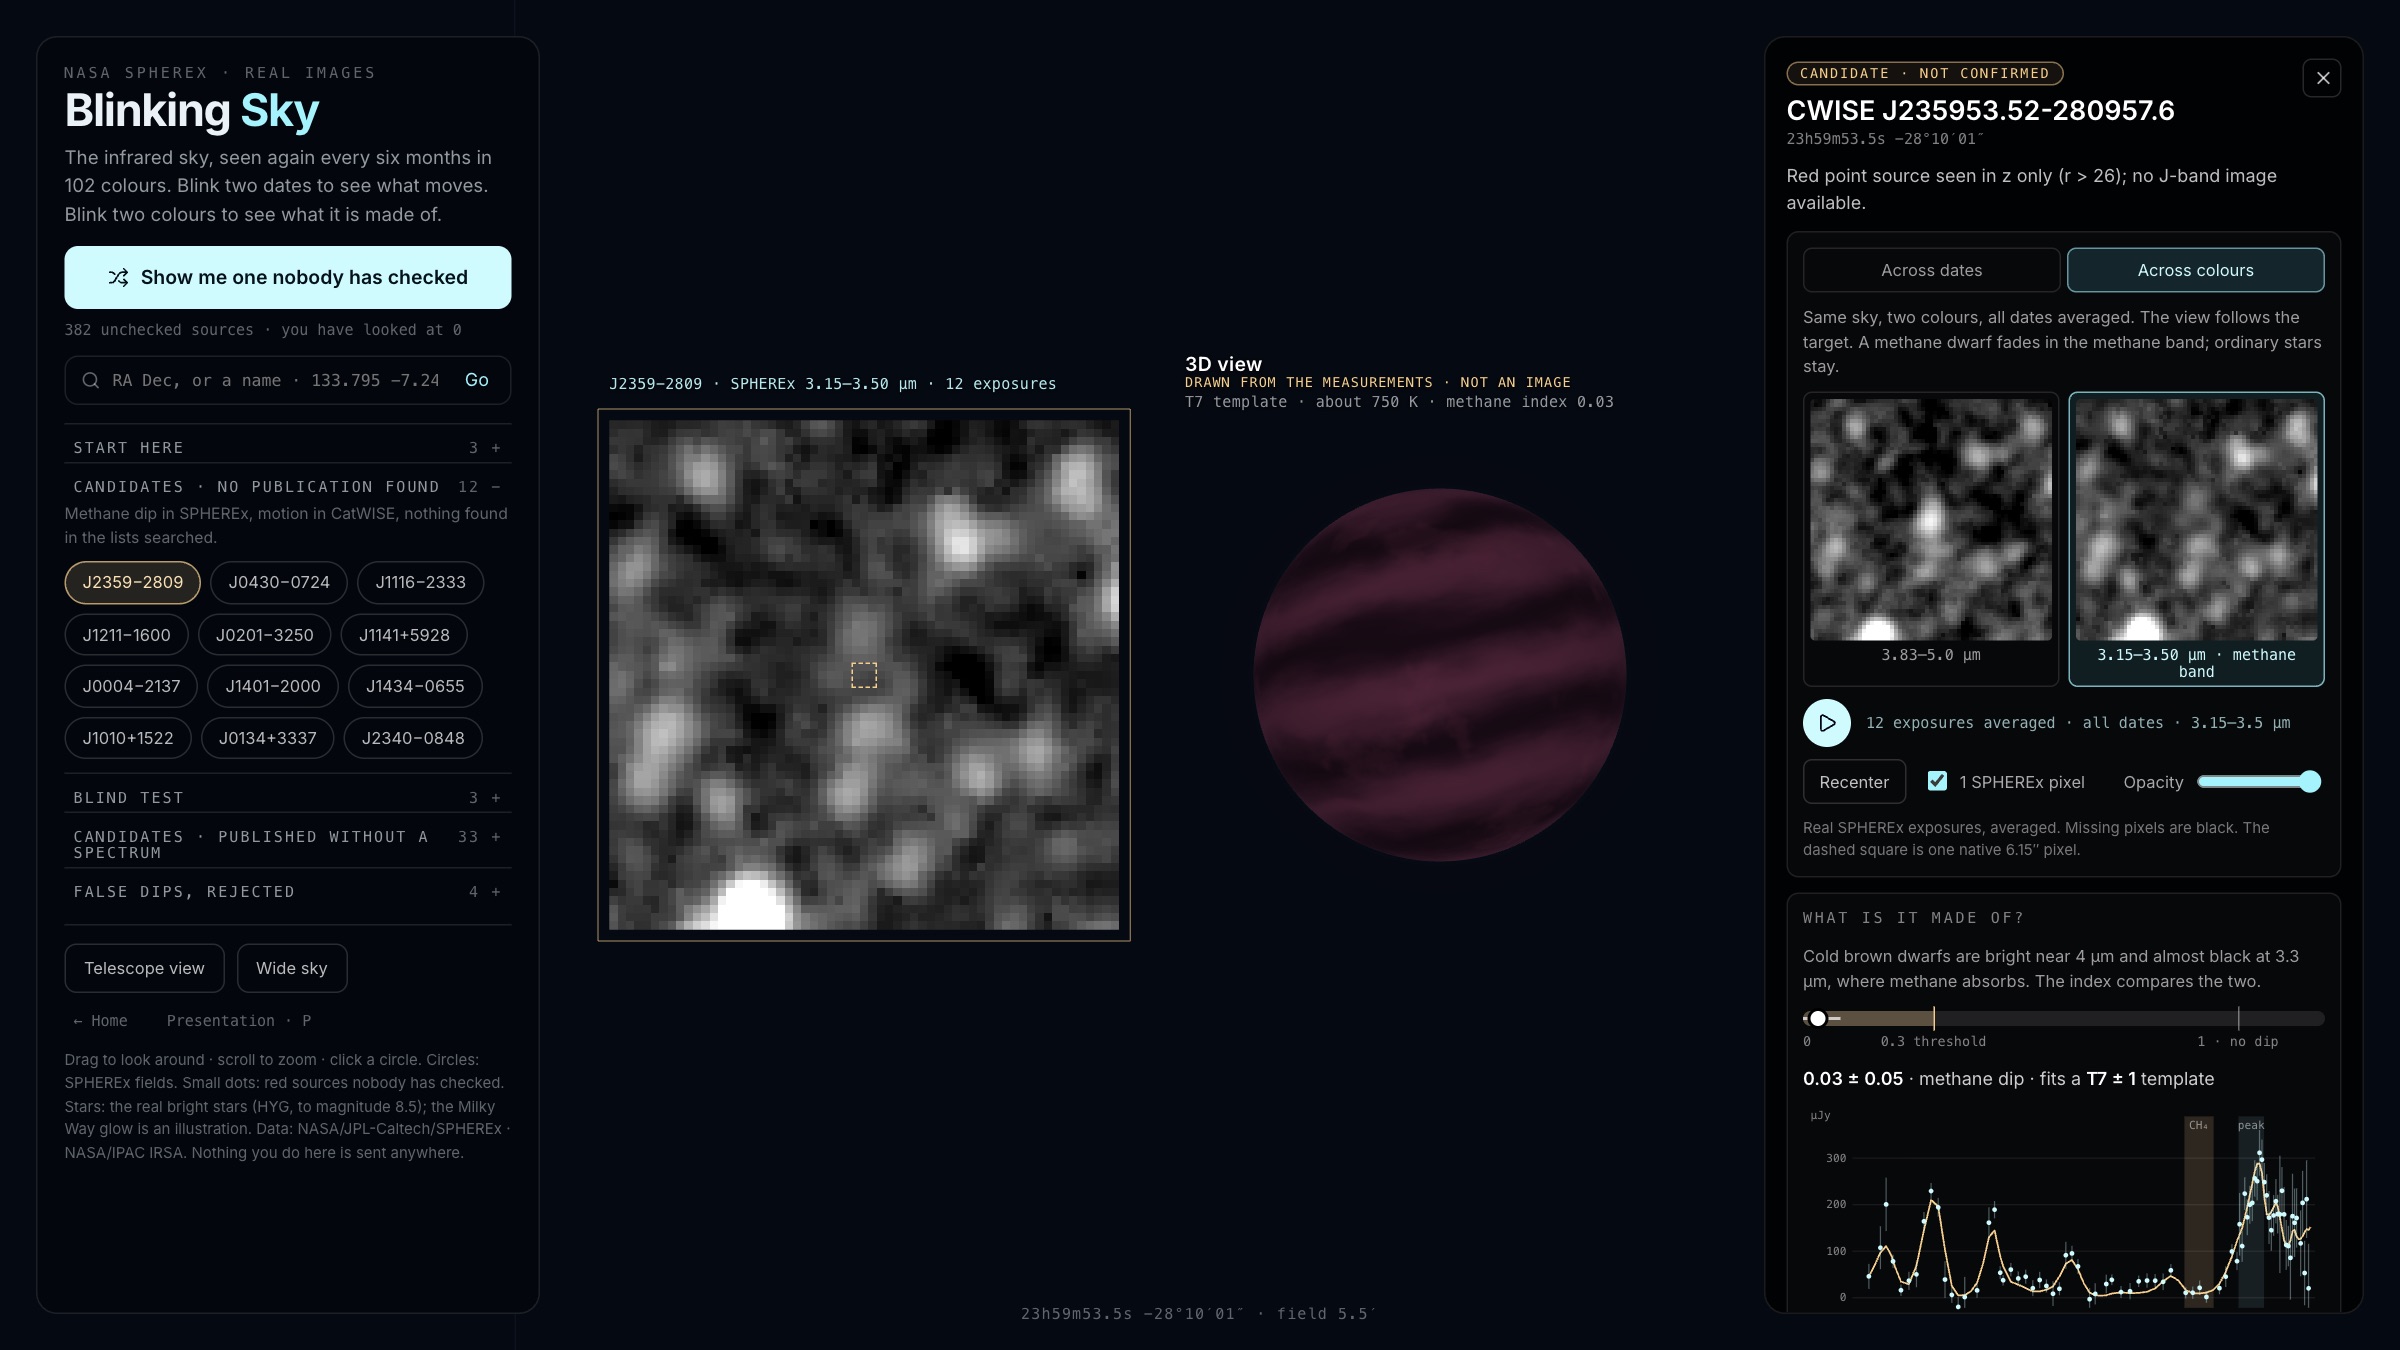 NASA SPHEREX · REAL IMAGES
Blinking Sky
The infrared sky, seen again every six months in
102 colours. Blink two dates to see what moves.
Blink two colours to see what it is made of.
Show me one nobody has checked
382 unchecked sources · you have looked at 0
RA Dec, or a name · 133.795 −7.24
Go
START HERE 3 +
CANDIDATES · NO PUBLICATION FOUND 12 −
Methane dip in SPHEREx, motion in CatWISE, nothing found
in the lists searched.
J2359−2809 J0430−0724 J1116−2333
J1211−1600 J0201−3250 J1141+5928
J0004−2137 J1401−2000 J1434−0655
J1010+1522 J0134+3337 J2340−0848
BLIND TEST 3 +
CANDIDATES · PUBLISHED WITHOUT A 33 +
SPECTRUM
FALSE DIPS, REJECTED 4 +
Telescope view Wide sky
← Home Presentation · P
Drag to look around · scroll to zoom · click a circle. Circles:
SPHEREx fields. Small dots: red sources nobody has checked.
Stars: the real bright stars (HYG, to magnitude 8.5); the Milky
Way glow is an illustration. Data: NASA/JPL-Caltech/SPHEREx ·
NASA/IPAC IRSA. Nothing you do here is sent anywhere.
J2359−2809 · SPHEREx 3.15–3.50 µm · 12 exposures
3D view
DRAWN FROM THE MEASUREMENTS · NOT AN IMAGE
T7 template · about 750 K · methane index 0.03
23h59m53.5s −28°10′01″ · field 5.5′
CANDIDATE · NOT CONFIRMED
CWISE J235953.52-280957.6
23h59m53.5s −28°10′01″
Red point source seen in z only (r > 26); no J-band image
available.
Across dates Across colours
Same sky, two colours, all dates averaged. The view follows the
target. A methane dwarf fades in the methane band; ordinary stars
stay.
3.83–5.0 µm
3.15–3.50 µm · methane
band
12 exposures averaged · all dates · 3.15–3.5 µm
Recenter 1 SPHEREx pixel Opacity
Real SPHEREx exposures, averaged. Missing pixels are black. The
dashed square is one native 6.15″ pixel.
WHAT IS IT MADE OF?
Cold brown dwarfs are bright near 4 µm and almost black at 3.3
µm, where methane absorbs. The index compares the two.
0 0.3 threshold 1 · no dip
0.03 ± 0.05 · methane dip · fits a T7 ± 1 template
µJy
CH₄ peak
300
200
100
0